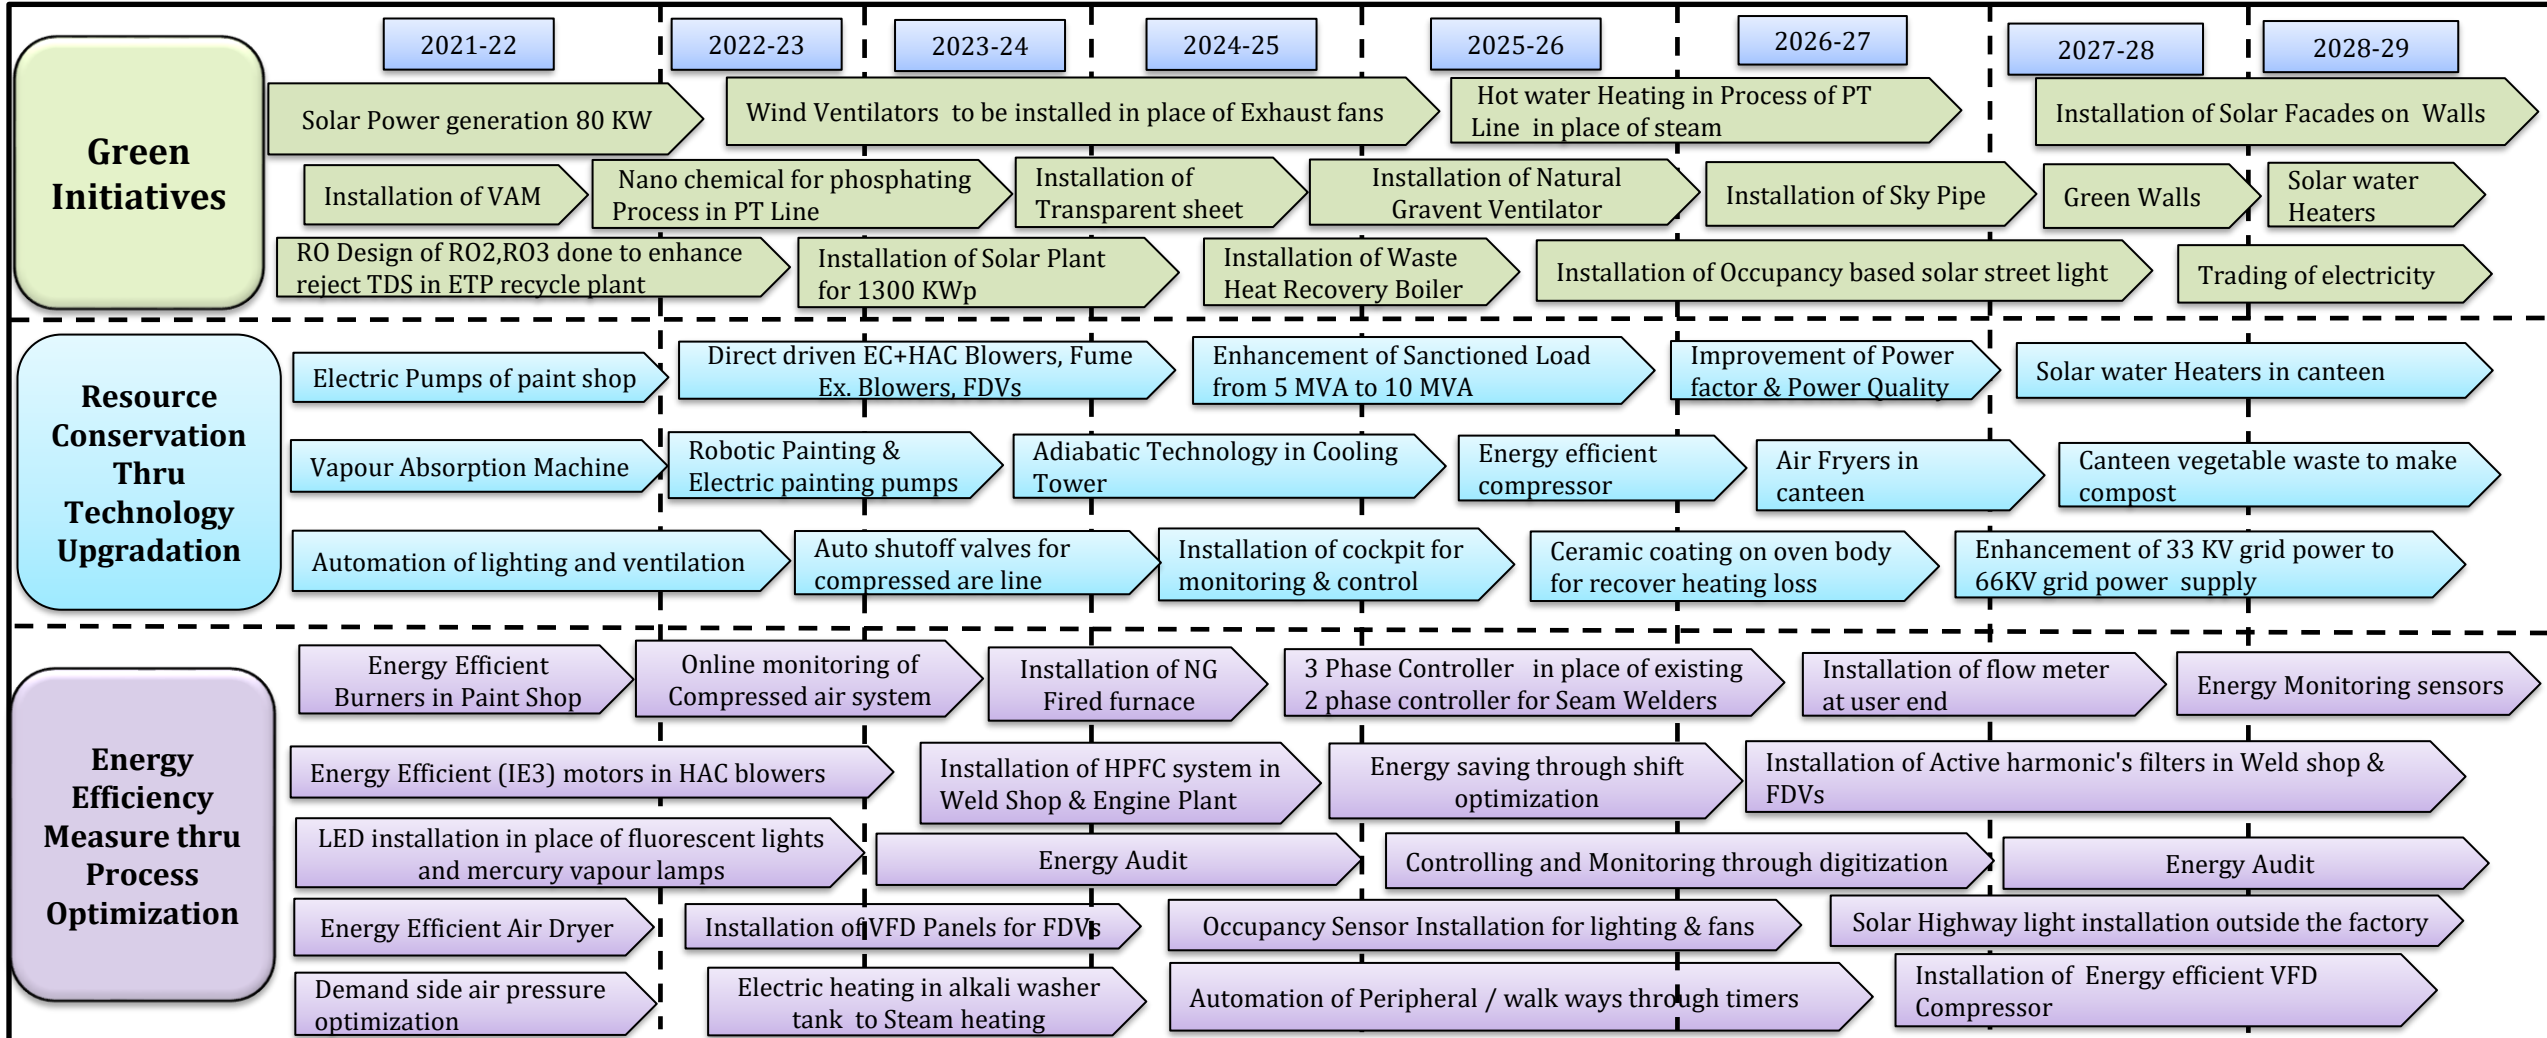 2021-22
2022-23
2023-24
2024-25
2025-26
2026-27
2027-28
2028-29
Green
Initiatives
Solar Power generation 80 KW
Wind Ventilators to be installed in place of Exhaust fans
Hot water Heating in Process of PT
Line in place of steam
Installation of Solar Facades on Walls
Installation of VAM
Nano chemical for phosphating
Process in PT Line
Installation of
Transparent sheet
Installation of Natural
Gravent Ventilator
Installation of Sky Pipe
Green Walls
Solar water
Heaters
RO Design of RO2,RO3 done to enhance
reject TDS in ETP recycle plant
Installation of Solar Plant
for 1300 KWp
Installation of Waste
Heat Recovery Boiler
Installation of Occupancy based solar street light
Trading of electricity
Resource
Conservation
Thru
Technology
Upgradation
Electric Pumps of paint shop
Direct driven EC+HAC Blowers, Fume
Ex. Blowers, FDVs
Enhancement of Sanctioned Load
from 5 MVA to 10 MVA
Improvement of Power
factor & Power Quality
Solar water Heaters in canteen
Vapour Absorption Machine
Robotic Painting &
Electric painting pumps
Adiabatic Technology in Cooling
Tower
Energy efficient
compressor
Air Fryers in
canteen
Canteen vegetable waste to make
compost
Automation of lighting and ventilation
Auto shutoff valves for
compressed are line
Installation of cockpit for
monitoring & control
Ceramic coating on oven body
for recover heating loss
Enhancement of 33 KV grid power to
66KV grid power supply
Energy
Efficiency
Measure thru
Process
Optimization
Energy Efficient
Burners in Paint Shop
Online monitoring of
Compressed air system
Installation of NG
Fired furnace
3 Phase Controller in place of existing
2 phase controller for Seam Welders
Installation of flow meter
at user end
Energy Monitoring sensors
Energy Efficient (IE3) motors in HAC blowers
Installation of HPFC system in
Weld Shop & Engine Plant
Energy saving through shift
optimization
Installation of Active harmonic's filters in Weld shop &
FDVs
LED installation in place of fluorescent lights
and mercury vapour lamps
Energy Audit
Controlling and Monitoring through digitization
Energy Audit
Energy Efficient Air Dryer
Installation of VFD Panels for FDVs
Occupancy Sensor Installation for lighting & fans
Solar Highway light installation outside the factory
Demand side air pressure
optimization
Electric heating in alkali washer
tank to Steam heating
Automation of Peripheral / walk ways through timers
Installation of Energy efficient VFD
Compressor